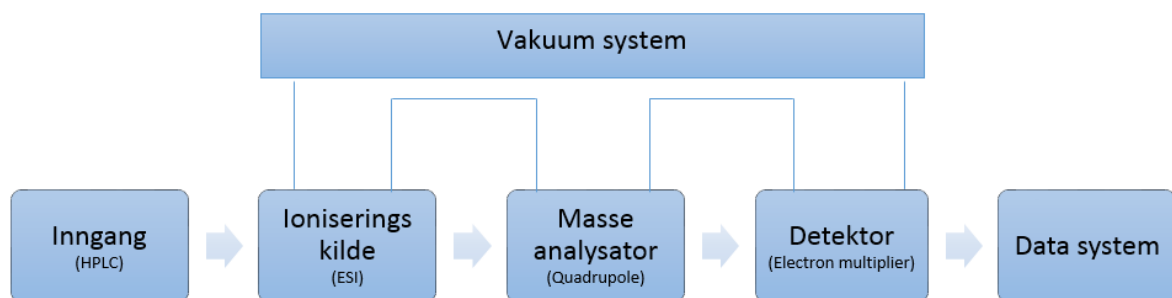 Vakuum system
Inngang
(HPLC)
Ioniserings
kilde
(ESI)
Masse
analysator
(Quadrupole)
Detektor
(Electron multiplier)
Data system